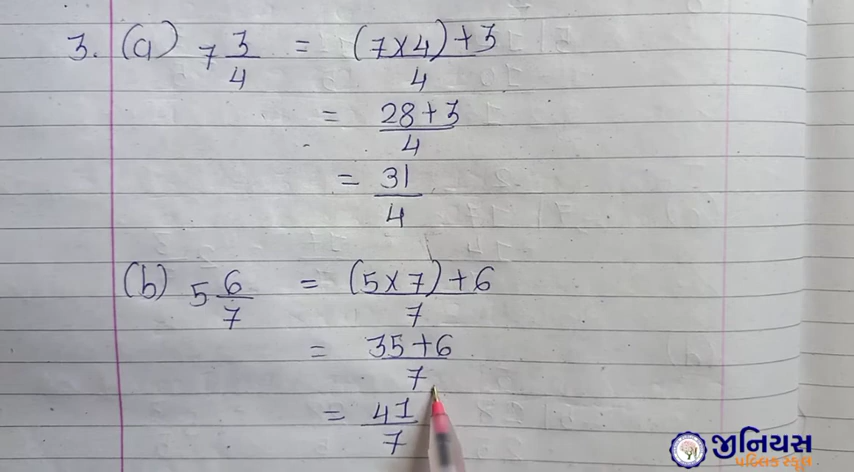 3. (a) 7 3/4 = (7×4)+3/4
= 28+3/4
= 31/4
(b) 5 6/7 = (5×7)+6/7
= 35+6/7
= 41/7
જીનિયસ
પબ્લિક સ્કૂલ